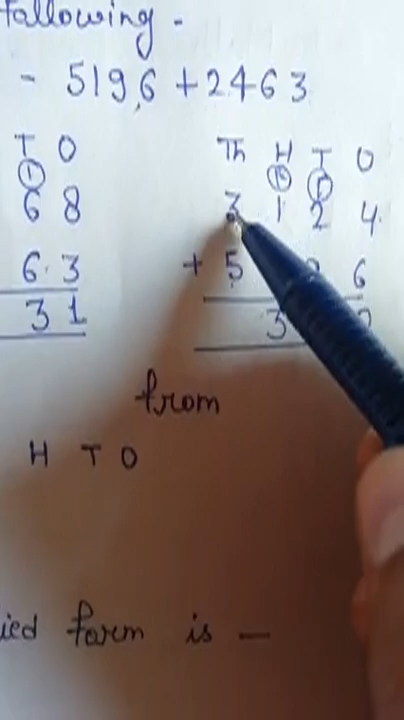 following -
- 5196 + 2463
T O Th H T O
1 1 1
6 8 3 1 2 4
6 3 + 5 6
3 1 3
from
H T O
form is —